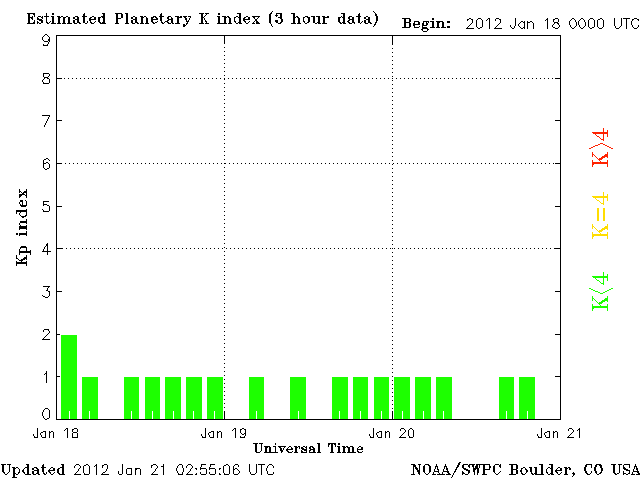 Estimated Planetary K index (3 hour data) Begin: 2012 Jan 18 0000 UTC
9
8
7
6
5
4
3
2
1
0
Kp index
K>4
K=4
K<4
Jan 18 Jan 19 Jan 20 Jan 21
Universal Time
Updated 2012 Jan 21 02:55:06 UTC NOAA/SWPC Boulder, CO USA